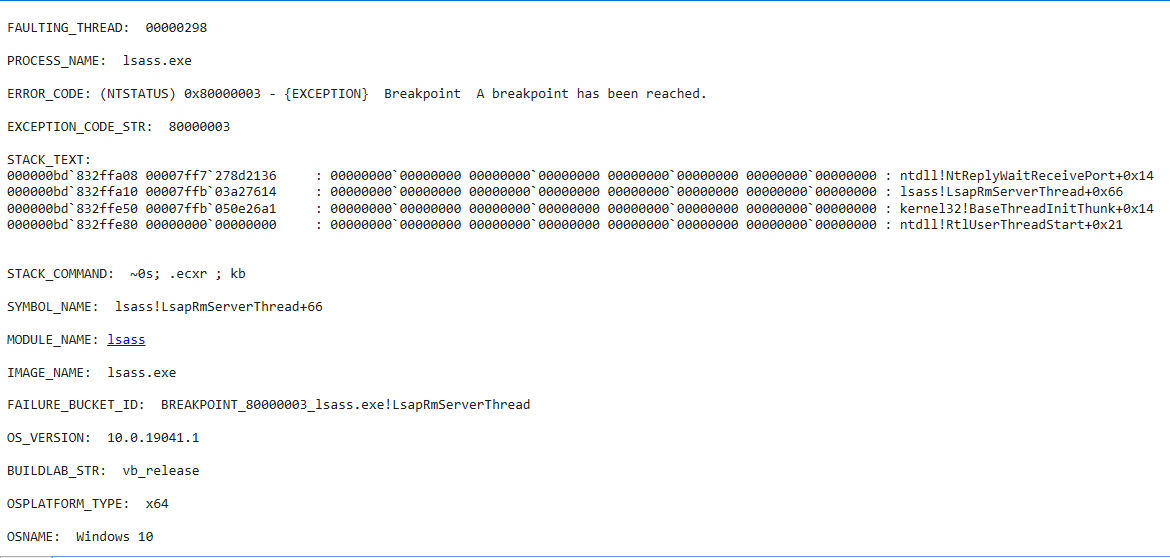 FAULTING_THREAD:  00000298
PROCESS_NAME:  lsass.exe
ERROR_CODE: (NTSTATUS) 0x80000003 - {EXCEPTION}  Breakpoint  A breakpoint has been reached.
EXCEPTION_CODE_STR:  80000003
STACK_TEXT:
000000bd`832ffa08 00007ff7`278d2136     : 00000000`00000000 00000000`00000000 00000000`00000000 00000000`00000000 : ntdll!NtReplyWaitReceivePort+0x14
000000bd`832ffa10 00007ffb`03a27614     : 00000000`00000000 00000000`00000000 00000000`00000000 00000000`00000000 : lsass!LsapRmServerThread+0x66
000000bd`832ffe50 00007ffb`050e26a1     : 00000000`00000000 00000000`00000000 00000000`00000000 00000000`00000000 : kernel32!BaseThreadInitThunk+0x14
000000bd`832ffe80 00000000`00000000     : 00000000`00000000 00000000`00000000 00000000`00000000 00000000`00000000 : ntdll!RtlUserThreadStart+0x21
STACK_COMMAND:  ~0s; .ecxr ; kb
SYMBOL_NAME:  lsass!LsapRmServerThread+66
MODULE_NAME: lsass
IMAGE_NAME:  lsass.exe
FAILURE_BUCKET_ID:  BREAKPOINT_80000003_lsass.exe!LsapRmServerThread
OS_VERSION:  10.0.19041.1
BUILDLAB_STR:  vb_release
OSPLATFORM_TYPE:  x64
OSNAME:  Windows 10